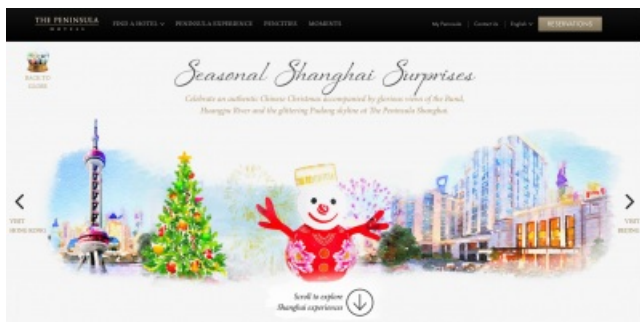 THE PENINSULA
HOTELS
FIND A HOTEL
PENINSULA EXPERIENCE
PENCITIES
MOMENTS
My Peninsula
Contact Us
English
RESERVATIONS
BACK TO
GLOBE
Seasonal Shanghai Surprises
Celebrate an authentic Chinese Christmas accompanied by glorious views of the Bund,
Huangpu River and the glittering Pudong skyline at The Peninsula Shanghai.
VISIT
HONG KONG
VISIT
BEIJING
Scroll to explore
Shanghai experiences